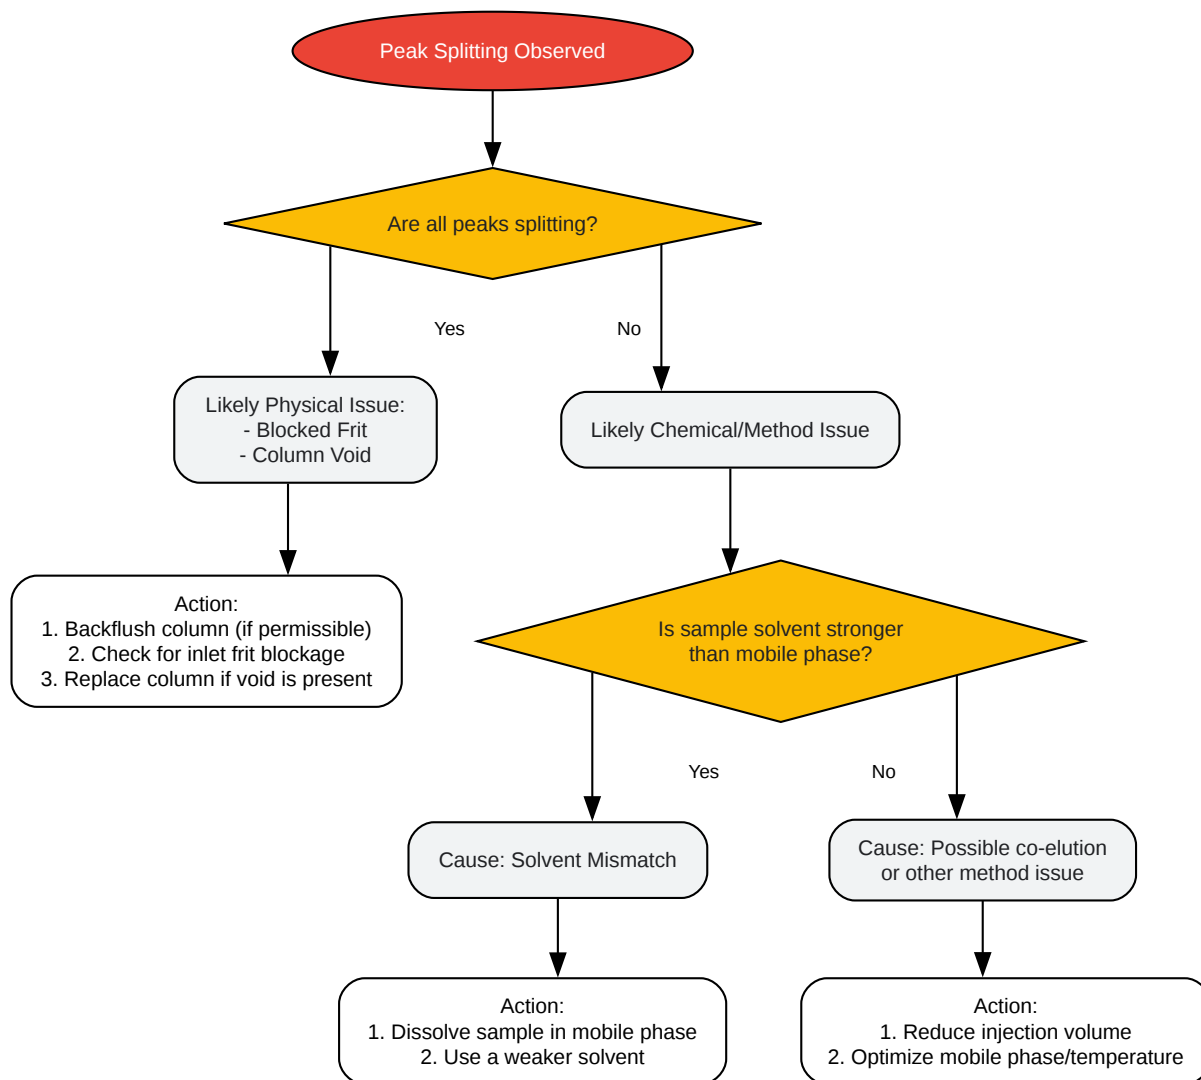 Peak Splitting Observed
Are all peaks splitting?
Yes
No
Likely Physical Issue:
- Blocked Frit
- Column Void
Likely Chemical/Method Issue
Action:
1. Backflush column (if permissible)
2. Check for inlet frit blockage
3. Replace column if void is present
Is sample solvent stronger
than mobile phase?
Yes
No
Cause: Solvent Mismatch
Cause: Possible co-elution
or other method issue
Action:
1. Dissolve sample in mobile phase
2. Use a weaker solvent
Action:
1. Reduce injection volume
2. Optimize mobile phase/temperature